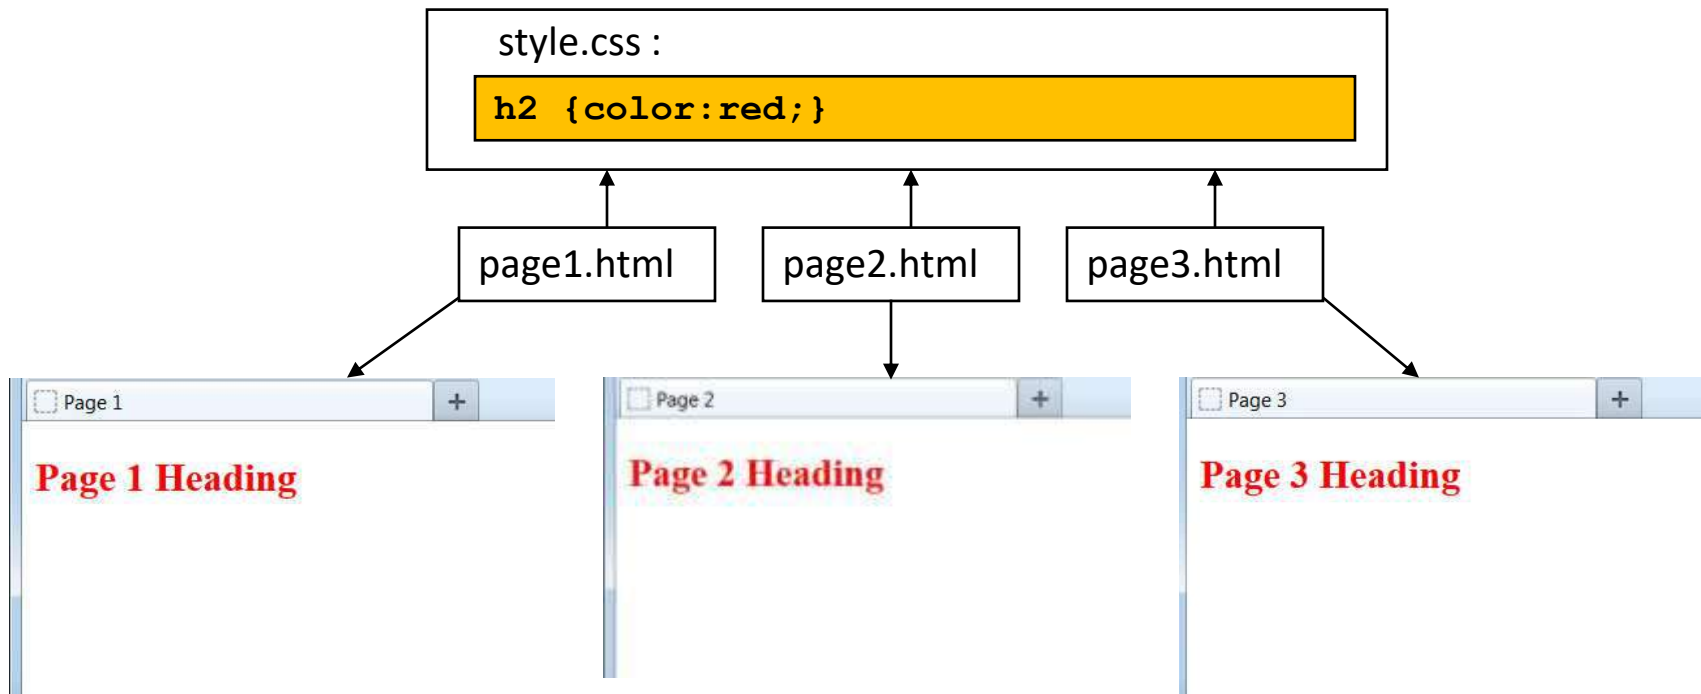 style.css :
h2 {color:red;}
page1.html
page2.html
page3.html
Page 1
Page 2
Page 3
Page 1 Heading
Page 2 Heading
Page 3 Heading